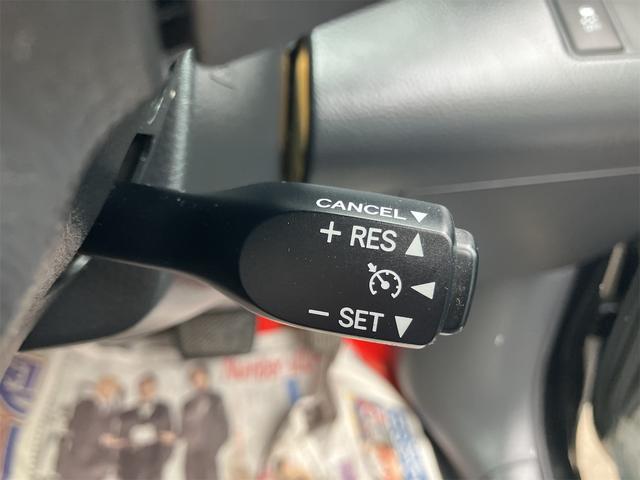 CANCEL▼
+ RES▲
◀
− SET▼